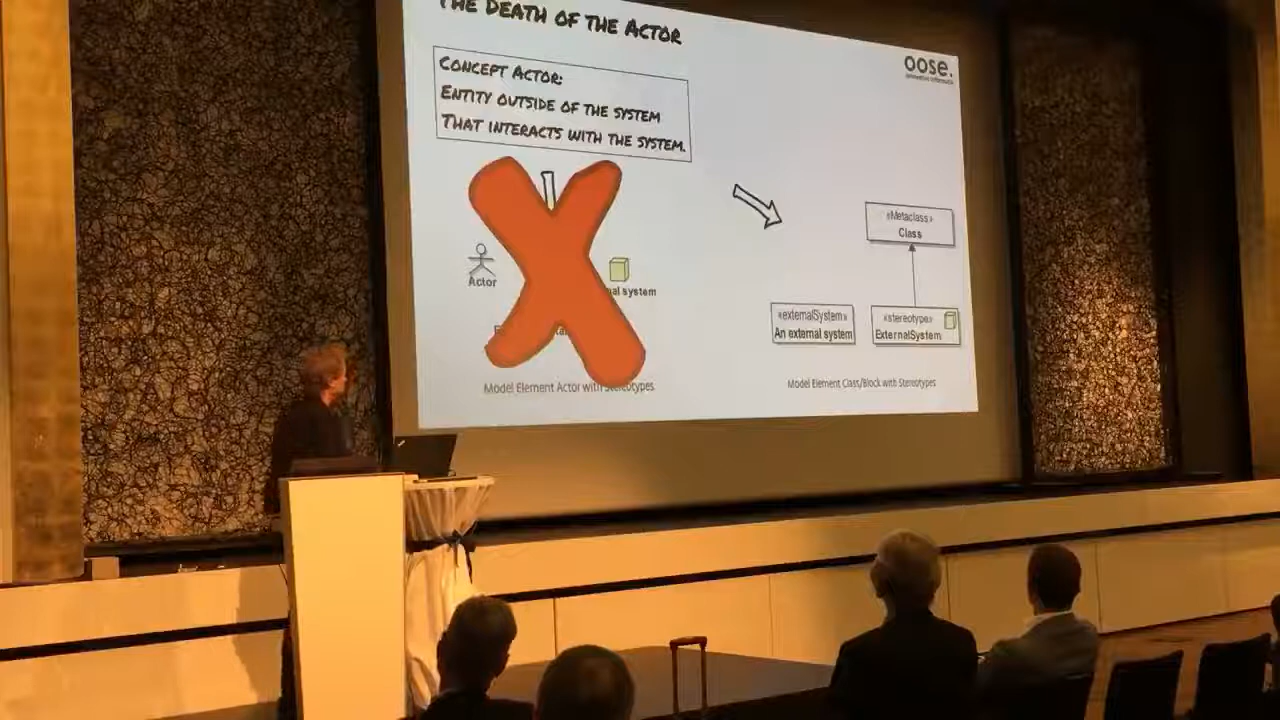 THE DEATH OF THE ACTOR
oose.
CONCEPT ACTOR:
ENTITY OUTSIDE OF THE SYSTEM
THAT INTERACTS WITH THE SYSTEM.
«Metaclass»
Class
Actor
al system
«externalSystem»
An external system
«stereotype»
ExternalSystem
Model Element Actor with Stereotypes
Model Element Class/Block with Stereotypes